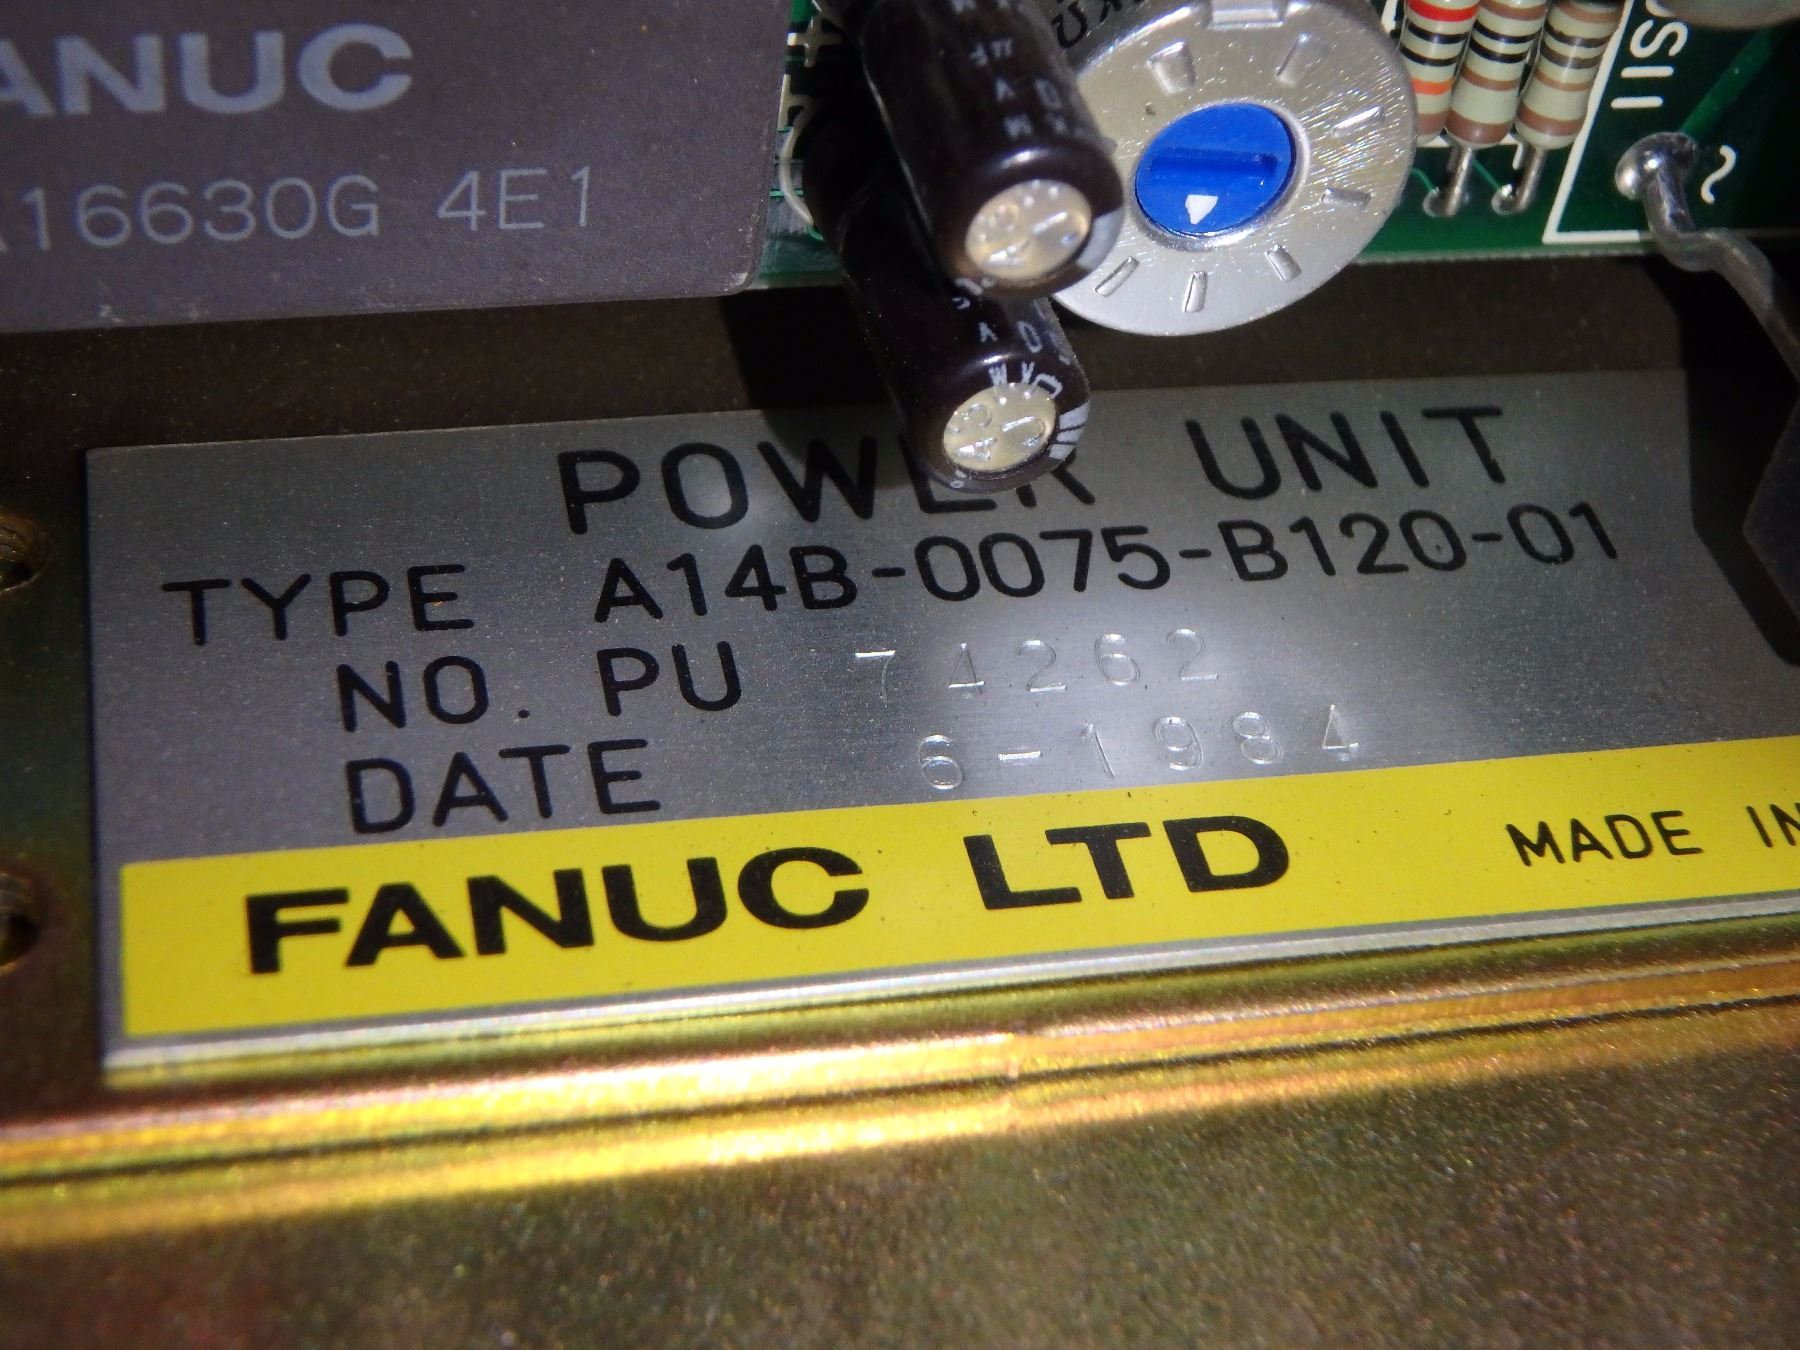 FANUC
A16630G 4E1
POWER UNIT
TYPE A14B-0075-B120-01
NO. PU 74262
DATE 6-1984
FANUC LTD MADE IN